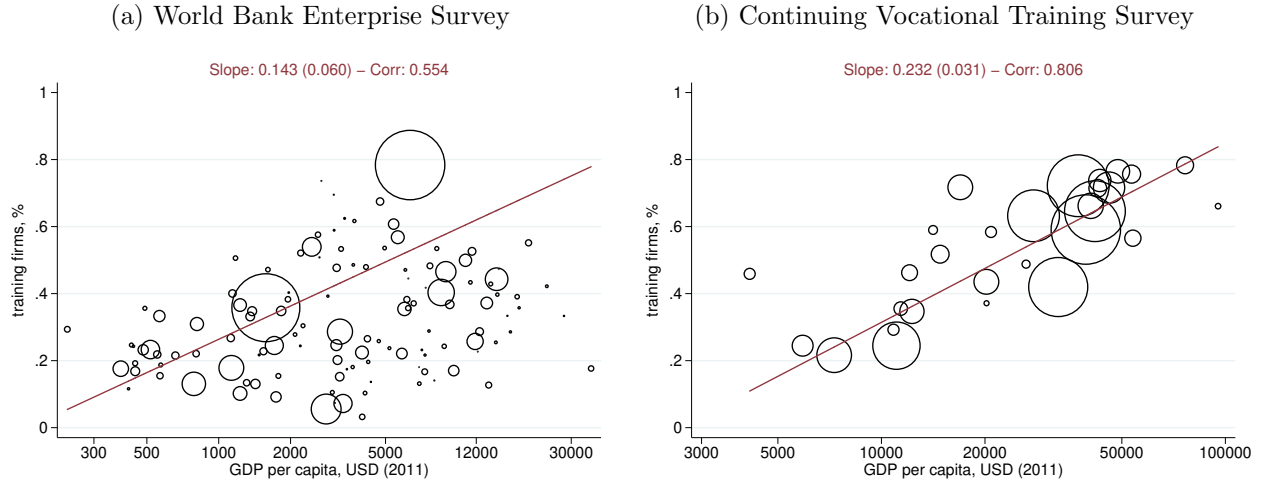 (a) World Bank Enterprise Survey
Slope: 0.143 (0.060) − Corr: 0.554
training firms, %
1
.8
.6
.4
.2
0
300 500 1000 2000 5000 12000 30000
GDP per capita, USD (2011)
(b) Continuing Vocational Training Survey
Slope: 0.232 (0.031) − Corr: 0.806
training firms, %
1
.8
.6
.4
.2
0
3000 5000 10000 20000 50000 100000
GDP per capita, USD (2011)